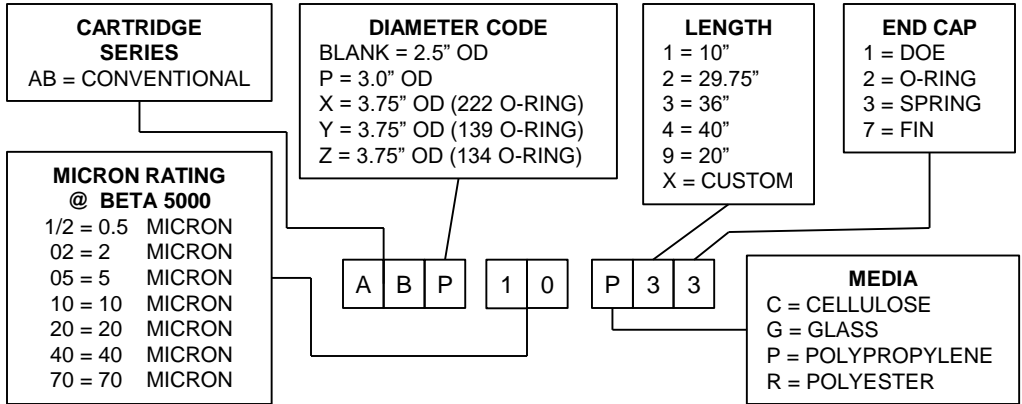 CARTRIDGE
SERIES
AB = CONVENTIONAL
DIAMETER CODE
BLANK = 2.5” OD
P = 3.0” OD
X = 3.75” OD (222 O-RING)
Y = 3.75” OD (139 O-RING)
Z = 3.75” OD (134 O-RING)
LENGTH
1 = 10”
2 = 29.75”
3 = 36”
4 = 40”
9 = 20”
X = CUSTOM
END CAP
1 = DOE
2 = O-RING
3 = SPRING
7 = FIN
MICRON RATING
@ BETA 5000
1/2 = 0.5 MICRON
02 = 2 MICRON
05 = 5 MICRON
10 = 10 MICRON
20 = 20 MICRON
40 = 40 MICRON
70 = 70 MICRON
A B P 1 0 P 3 3
MEDIA
C = CELLULOSE
G = GLASS
P = POLYPROPYLENE
R = POLYESTER